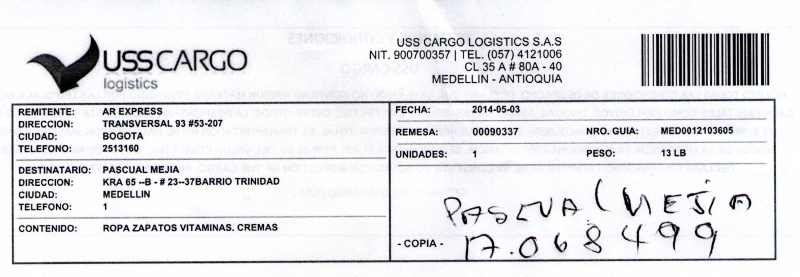 USSCARGO
logistics
USS CARGO LOGISTICS S.A.S
NIT. 900700357 | TEL. (057) 4121006
CL 35 A # 80A - 40
MEDELLIN - ANTIOQUIA
REMITENTE: AR EXPRESS
DIRECCION: TRANSVERSAL 93 #53-207
CIUDAD: BOGOTA
TELEFONO: 2513160
DESTINATARIO: PASCUAL MEJIA
DIRECCION: KRA 65 --B - # 23--37BARRIO TRINIDAD
CIUDAD: MEDELLIN
TELEFONO: 1
CONTENIDO: ROPA ZAPATOS VITAMINAS. CREMAS
FECHA: 2014-05-03
REMESA: 00090337 NRO. GUIA: MED0012103605
UNIDADES: 1 PESO: 13 LB
PASCUAL MEJIA
- COPIA - 17.068499